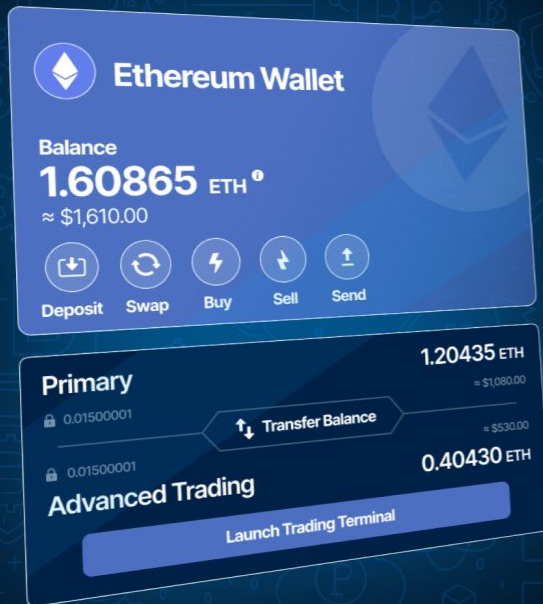 Ethereum Wallet
Balance
1.60865 ETH i
≈ $1,610.00
Deposit Swap Buy Sell Send
Primary 1.20435 ETH
≈ $1,080.00
0.01500001
Transfer Balance
≈ $530.00
0.01500001
Advanced Trading 0.40430 ETH
Launch Trading Terminal